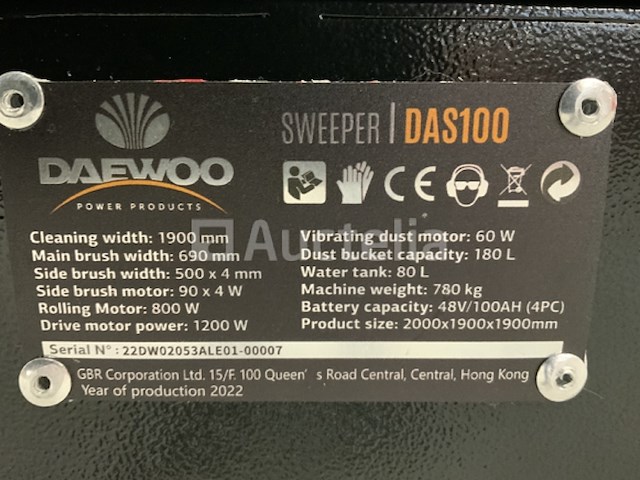 SWEEPER | DAS100
DAEWOO
POWER PRODUCTS
Cleaning width: 1900 mm
Main brush width: 690 mm
Side brush width: 500 x 4 mm
Side brush motor: 90 x 4 W
Rolling Motor: 800 W
Drive motor power: 1200 W
Vibrating dust motor: 60 W
Dust bucket capacity: 180 L
Water tank: 80 L
Machine weight: 780 kg
Battery capacity: 48V/100AH (4PC)
Product size: 2000x1900x1900mm
Auctelia
Serial N° : 22DW02053ALE01-00007
GBR Corporation Ltd. 15/F. 100 Queen' s Road Central, Central, Hong Kong
Year of production 2022